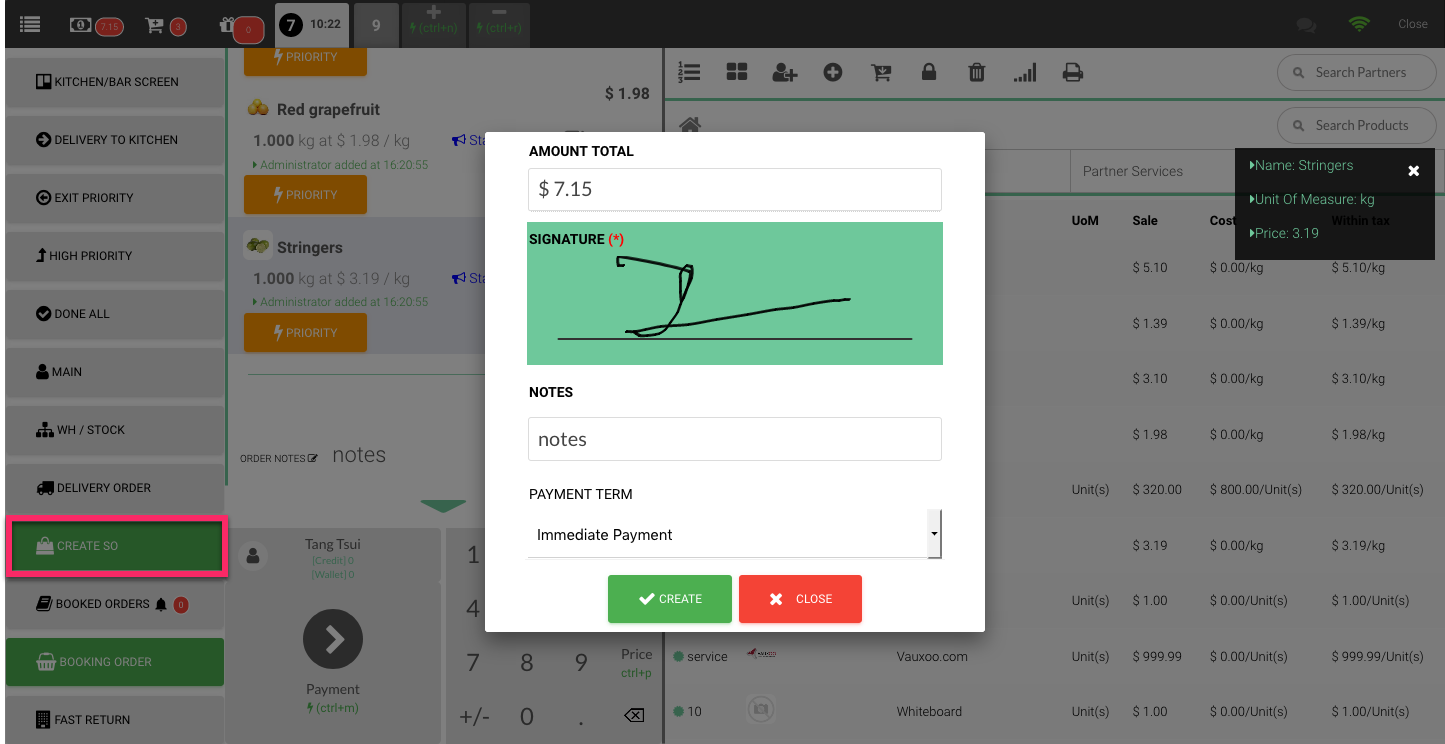 7.15
3
0
7 10:22
9
(ctrl+n)
(ctrl+r)
Close
KITCHEN/BAR SCREEN
DELIVERY TO KITCHEN
EXIT PRIORITY
HIGH PRIORITY
DONE ALL
MAIN
WH / STOCK
DELIVERY ORDER
CREATE SO
BOOKED ORDERS 0
BOOKING ORDER
FAST RETURN
PRIORITY
$ 1.98
Red grapefruit
1.000 kg at $ 1.98 / kg
Administrator added at 16:20:55
PRIORITY
Stringers
1.000 kg at $ 3.19 / kg
Administrator added at 16:20:55
PRIORITY
ORDER NOTES notes
Tang Tsui
[Credit] 0
[Wallet] 0
Payment
(ctrl+m)
1
4
7 8 9 Price
ctrl+p
+/- 0 .
AMOUNT TOTAL
$ 7.15
SIGNATURE (*)
NOTES
notes
PAYMENT TERM
Immediate Payment
CREATE
CLOSE
Search Partners
Search Products
Partner Services
Name: Stringers
Unit Of Measure: kg
Price: 3.19
UoM Sale Cost Within tax
$ 5.10 $ 0.00/kg $ 5.10/kg
$ 1.39 $ 0.00/kg $ 1.39/kg
$ 3.10 $ 0.00/kg $ 3.10/kg
$ 1.98 $ 0.00/kg $ 1.98/kg
Unit(s) $ 320.00 $ 800.00/Unit(s) $ 320.00/Unit(s)
$ 3.19 $ 0.00/kg $ 3.19/kg
Unit(s) $ 1.00 $ 0.00/Unit(s) $ 1.00/Unit(s)
service Vauxoo.com Unit(s) $ 999.99 $ 0.00/Unit(s) $ 999.99/Unit(s)
10 Whiteboard Unit(s) $ 1.00 $ 0.00/Unit(s) $ 1.00/Unit(s)